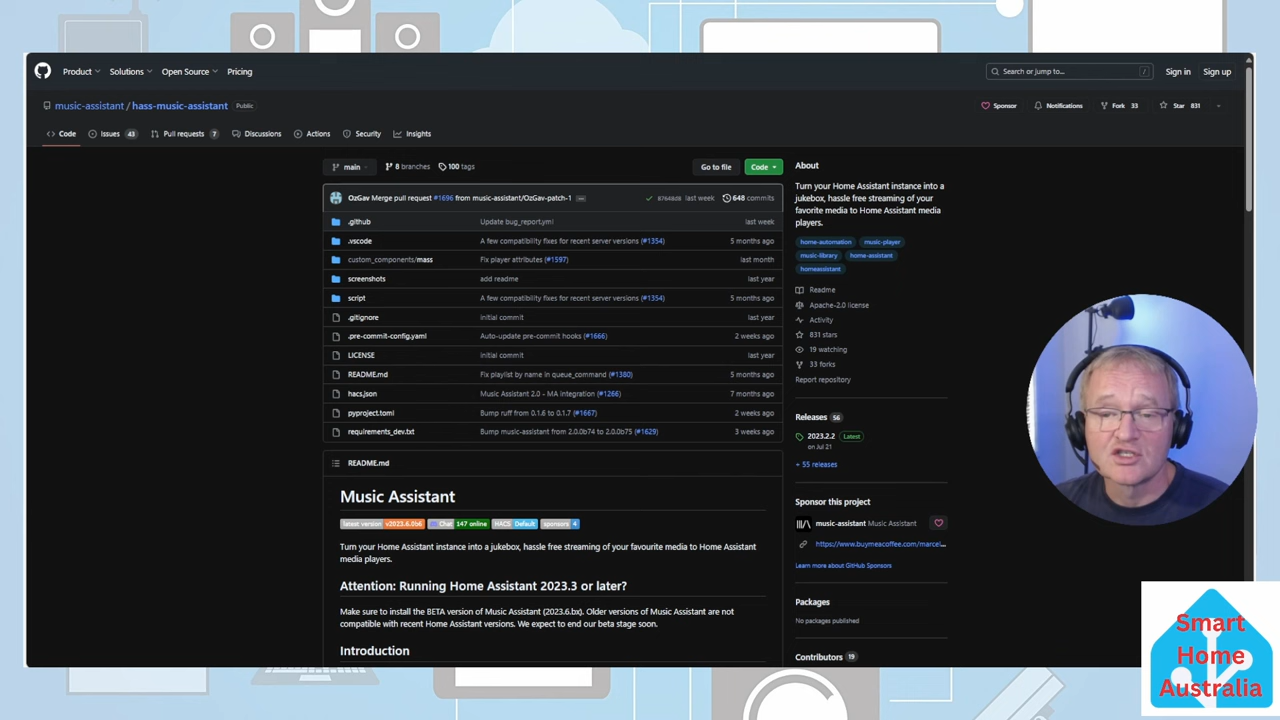 Product
Solutions
Open Source
Pricing
Search or jump to...
/
Sign in
Sign up
music-assistant / hass-music-assistant
Public
Sponsor
Notifications
Fork 33
Star 831
Code
Issues 43
Pull requests 7
Discussions
Actions
Security
Insights
main
8 branches
100 tags
Go to file
Code
About
OzGav Merge pull request #1696 from music-assistant/OzGav-patch-1 ...
last week
648 commits
.github
Update bug_report.yml
last week
.vscode
A few compatibility fixes for recent server versions (#1354)
5 months ago
custom_components/mass
Fix player attributes (#1597)
last month
screenshots
add readme
last year
script
A few compatibility fixes for recent server versions (#1354)
5 months ago
.gitignore
initial commit
last year
.pre-commit-config.yaml
Auto-update pre-commit hooks (#1666)
2 weeks ago
LICENSE
initial commit
last year
README.md
Fix playlist by name in queue_command (#1380)
5 months ago
hacs.json
Music Assistant 2.0 - MA integration (#1266)
7 months ago
pyproject.toml
Bump ruff from 0.1.6 to 0.1.7 (#1667)
2 weeks ago
requirements_dev.txt
Bump music-assistant from 2.0.0b74 to 2.0.0b75 (#1629)
3 weeks ago
README.md
Music Assistant
latest version v2023.6.0b6
Chat 147 online
HACS Default
sponsors 4
Turn your Home Assistant instance into a jukebox, hassle free streaming of your favourite media to Home Assistant
media players.
Attention: Running Home Assistant 2023.3 or later?
Make sure to install the BETA version of Music Assistant (2023.6.bx). Older versions of Music Assistant are not
compatible with recent Home Assistant versions. We expect to end our beta stage soon.
Introduction
Turn your Home Assistant instance into a
jukebox, hassle free streaming of your
favorite media to Home Assistant media
players.
home-automation
music-player
music-library
home-assistant
homeassistant
Readme
Apache-2.0 license
Activity
831 stars
19 watching
33 forks
Report repository
Releases 56
2023.2.2 Latest
on Jul 21
+ 55 releases
Sponsor this project
music-assistant Music Assistant
https://www.buymeacoffee.com/marcel...
Learn more about GitHub Sponsors
Packages
No packages published
Contributors 19
Smart
Home
Australia